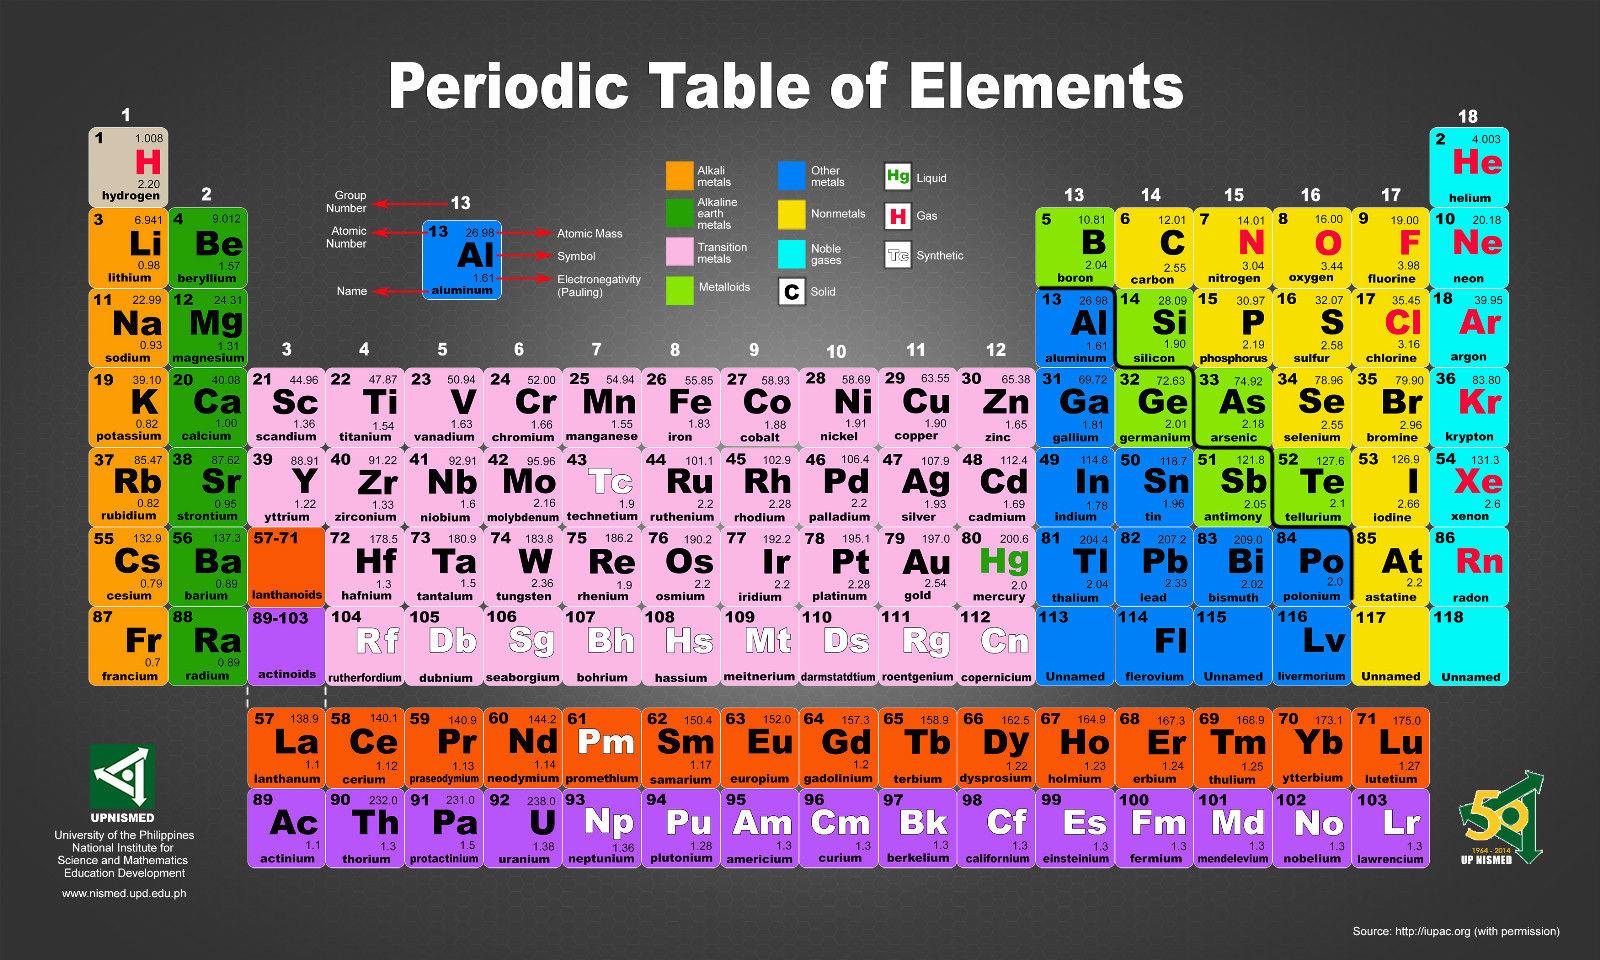 Periodic Table of Elements
1
18
1 1.008
H
2.20
hydrogen
2 4.003
He
helium
Alkali
metals
Alkaline
earth
metals
Transition
metals
Metalloids
Other
metals
Nonmetals
Noble
gases
C Solid
Hg Liquid
H Gas
Tc Synthetic
Group
Number
13
Atomic
Number
13 26.98
Al
1.61
aluminum
Name
Atomic Mass
Symbol
Electronegativity
(Pauling)
2 13 14 15 16 17
3 6.941 4 9.012 5 10.81 6 12.01 7 14.01 8 16.00 9 19.00 10 20.18
Li Be B C N O F Ne
0.98 1.57 2.04 2.55 3.04 3.44 3.98
lithium beryllium boron carbon nitrogen oxygen fluorine neon
11 22.99 12 24.31 13 26.98 14 28.09 15 30.97 16 32.07 17 35.45 18 39.95
Na Mg Al Si P S Cl Ar
0.93 1.31 1.61 1.90 2.19 2.58 3.16
sodium magnesium aluminum silicon phosphorus sulfur chlorine argon
3 4 5 6 7 8 9 10 11 12
19 39.10 20 40.08 21 44.96 22 47.87 23 50.94 24 52.00 25 54.94 26 55.85 27 58.93 28 58.69 29 63.55 30 65.38 31 69.72 32 72.63 33 74.92 34 78.96 35 79.90 36 83.80
K Ca Sc Ti V Cr Mn Fe Co Ni Cu Zn Ga Ge As Se Br Kr
0.82 1.00 1.36 1.54 1.63 1.66 1.55 1.83 1.88 1.91 1.90 1.65 1.81 2.01 2.18 2.55 2.96
potassium calcium scandium titanium vanadium chromium manganese iron cobalt nickel copper zinc gallium germanium arsenic selenium bromine krypton
37 85.47 38 87.62 39 88.91 40 91.22 41 92.91 42 95.96 43 44 101.1 45 102.9 46 106.4 47 107.9 48 112.4 49 114.8 50 118.7 51 121.8 52 127.6 53 126.9 54 131.3
Rb Sr Y Zr Nb Mo Tc Ru Rh Pd Ag Cd In Sn Sb Te I Xe
0.82 0.95 1.22 1.33 1.6 2.16 1.9 2.2 2.28 2.2 1.93 1.69 1.78 1.96 2.05 2.1 2.66 2.6
rubidium strontium yttrium zirconium niobium molybdenum technetium ruthenium rhodium palladium silver cadmium indium tin antimony tellurium iodine xenon
55 132.9 56 137.3 57-71 72 178.5 73 180.9 74 183.8 75 186.2 76 190.2 77 192.2 78 195.1 79 197.0 80 200.6 81 204.4 82 207.2 83 209.0 84 85 86
Cs Ba Hf Ta W Re Os Ir Pt Au Hg Tl Pb Bi Po At Rn
0.79 0.89 1.3 1.5 2.36 1.9 2.2 2.2 2.28 2.54 2.0 2.04 2.33 2.02 2.0 2.2
cesium barium lanthanoids hafnium tantalum tungsten rhenium osmium iridium platinum gold mercury thalium lead bismuth polonium astatine radon
87 88 89-103 104 105 106 107 108 109 110 111 112 113 114 115 116 117 118
Fr Ra Rf Db Sg Bh Hs Mt Ds Rg Cn Fl Lv
0.7 0.89
francium radium actinoids rutherfordium dubnium seaborgium bohrium hassium meitnerium darmstatdtium roentgenium copernicium Unnamed flerovium Unnamed livermorium Unnamed Unnamed
57 138.9 58 140.1 59 140.9 60 144.2 61 62 150.4 63 152.0 64 157.3 65 158.9 66 162.5 67 164.9 68 167.3 69 168.9 70 173.1 71 175.0
La Ce Pr Nd Pm Sm Eu Gd Tb Dy Ho Er Tm Yb Lu
1.1 1.12 1.13 1.14 1.17 1.2 1.22 1.23 1.24 1.25 1.27
lanthanum cerium praseodymium neodymium promethium samarium europium gadolinium terbium dysprosium holmium erbium thulium ytterbium lutetium
89 90 232.0 91 231.0 92 238.0 93 94 95 96 97 98 99 100 101 102 103
Ac Th Pa U Np Pu Am Cm Bk Cf Es Fm Md No Lr
1.1 1.3 1.5 1.38 1.36 1.28 1.3 1.3 1.3 1.3 1.3 1.3 1.3 1.3 1.3
actinium thorium protactinium uranium neptunium plutonium americium curium berkelium californium einsteinium fermium mendelevium nobelium lawrencium
UPNISMED
University of the Philippines
National Institute for
Science and Mathematics
Education Development
www.nismed.upd.edu.ph
50
1964 - 2014
UP NISMED
Source: http://iupac.org (with permission)